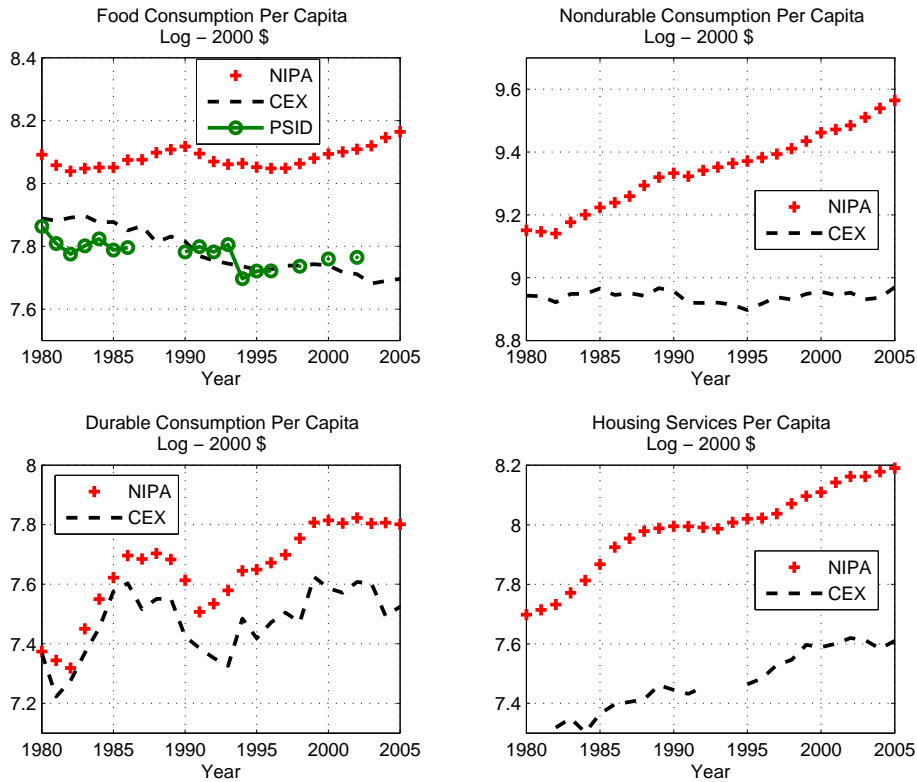 Food Consumption Per Capita
Log − 2000 $
8.4
8.2
8
7.8
7.6
1980 1985 1990 1995 2000 2005
Year
NIPA
CEX
PSID
Nondurable Consumption Per Capita
Log − 2000 $
9.6
9.4
9.2
9
8.8
1980 1985 1990 1995 2000 2005
Year
NIPA
CEX
Durable Consumption Per Capita
Log − 2000 $
8
7.8
7.6
7.4
7.2
1980 1985 1990 1995 2000 2005
Year
NIPA
CEX
Housing Services Per Capita
Log − 2000 $
8.2
8
7.8
7.6
7.4
1980 1985 1990 1995 2000 2005
Year
NIPA
CEX